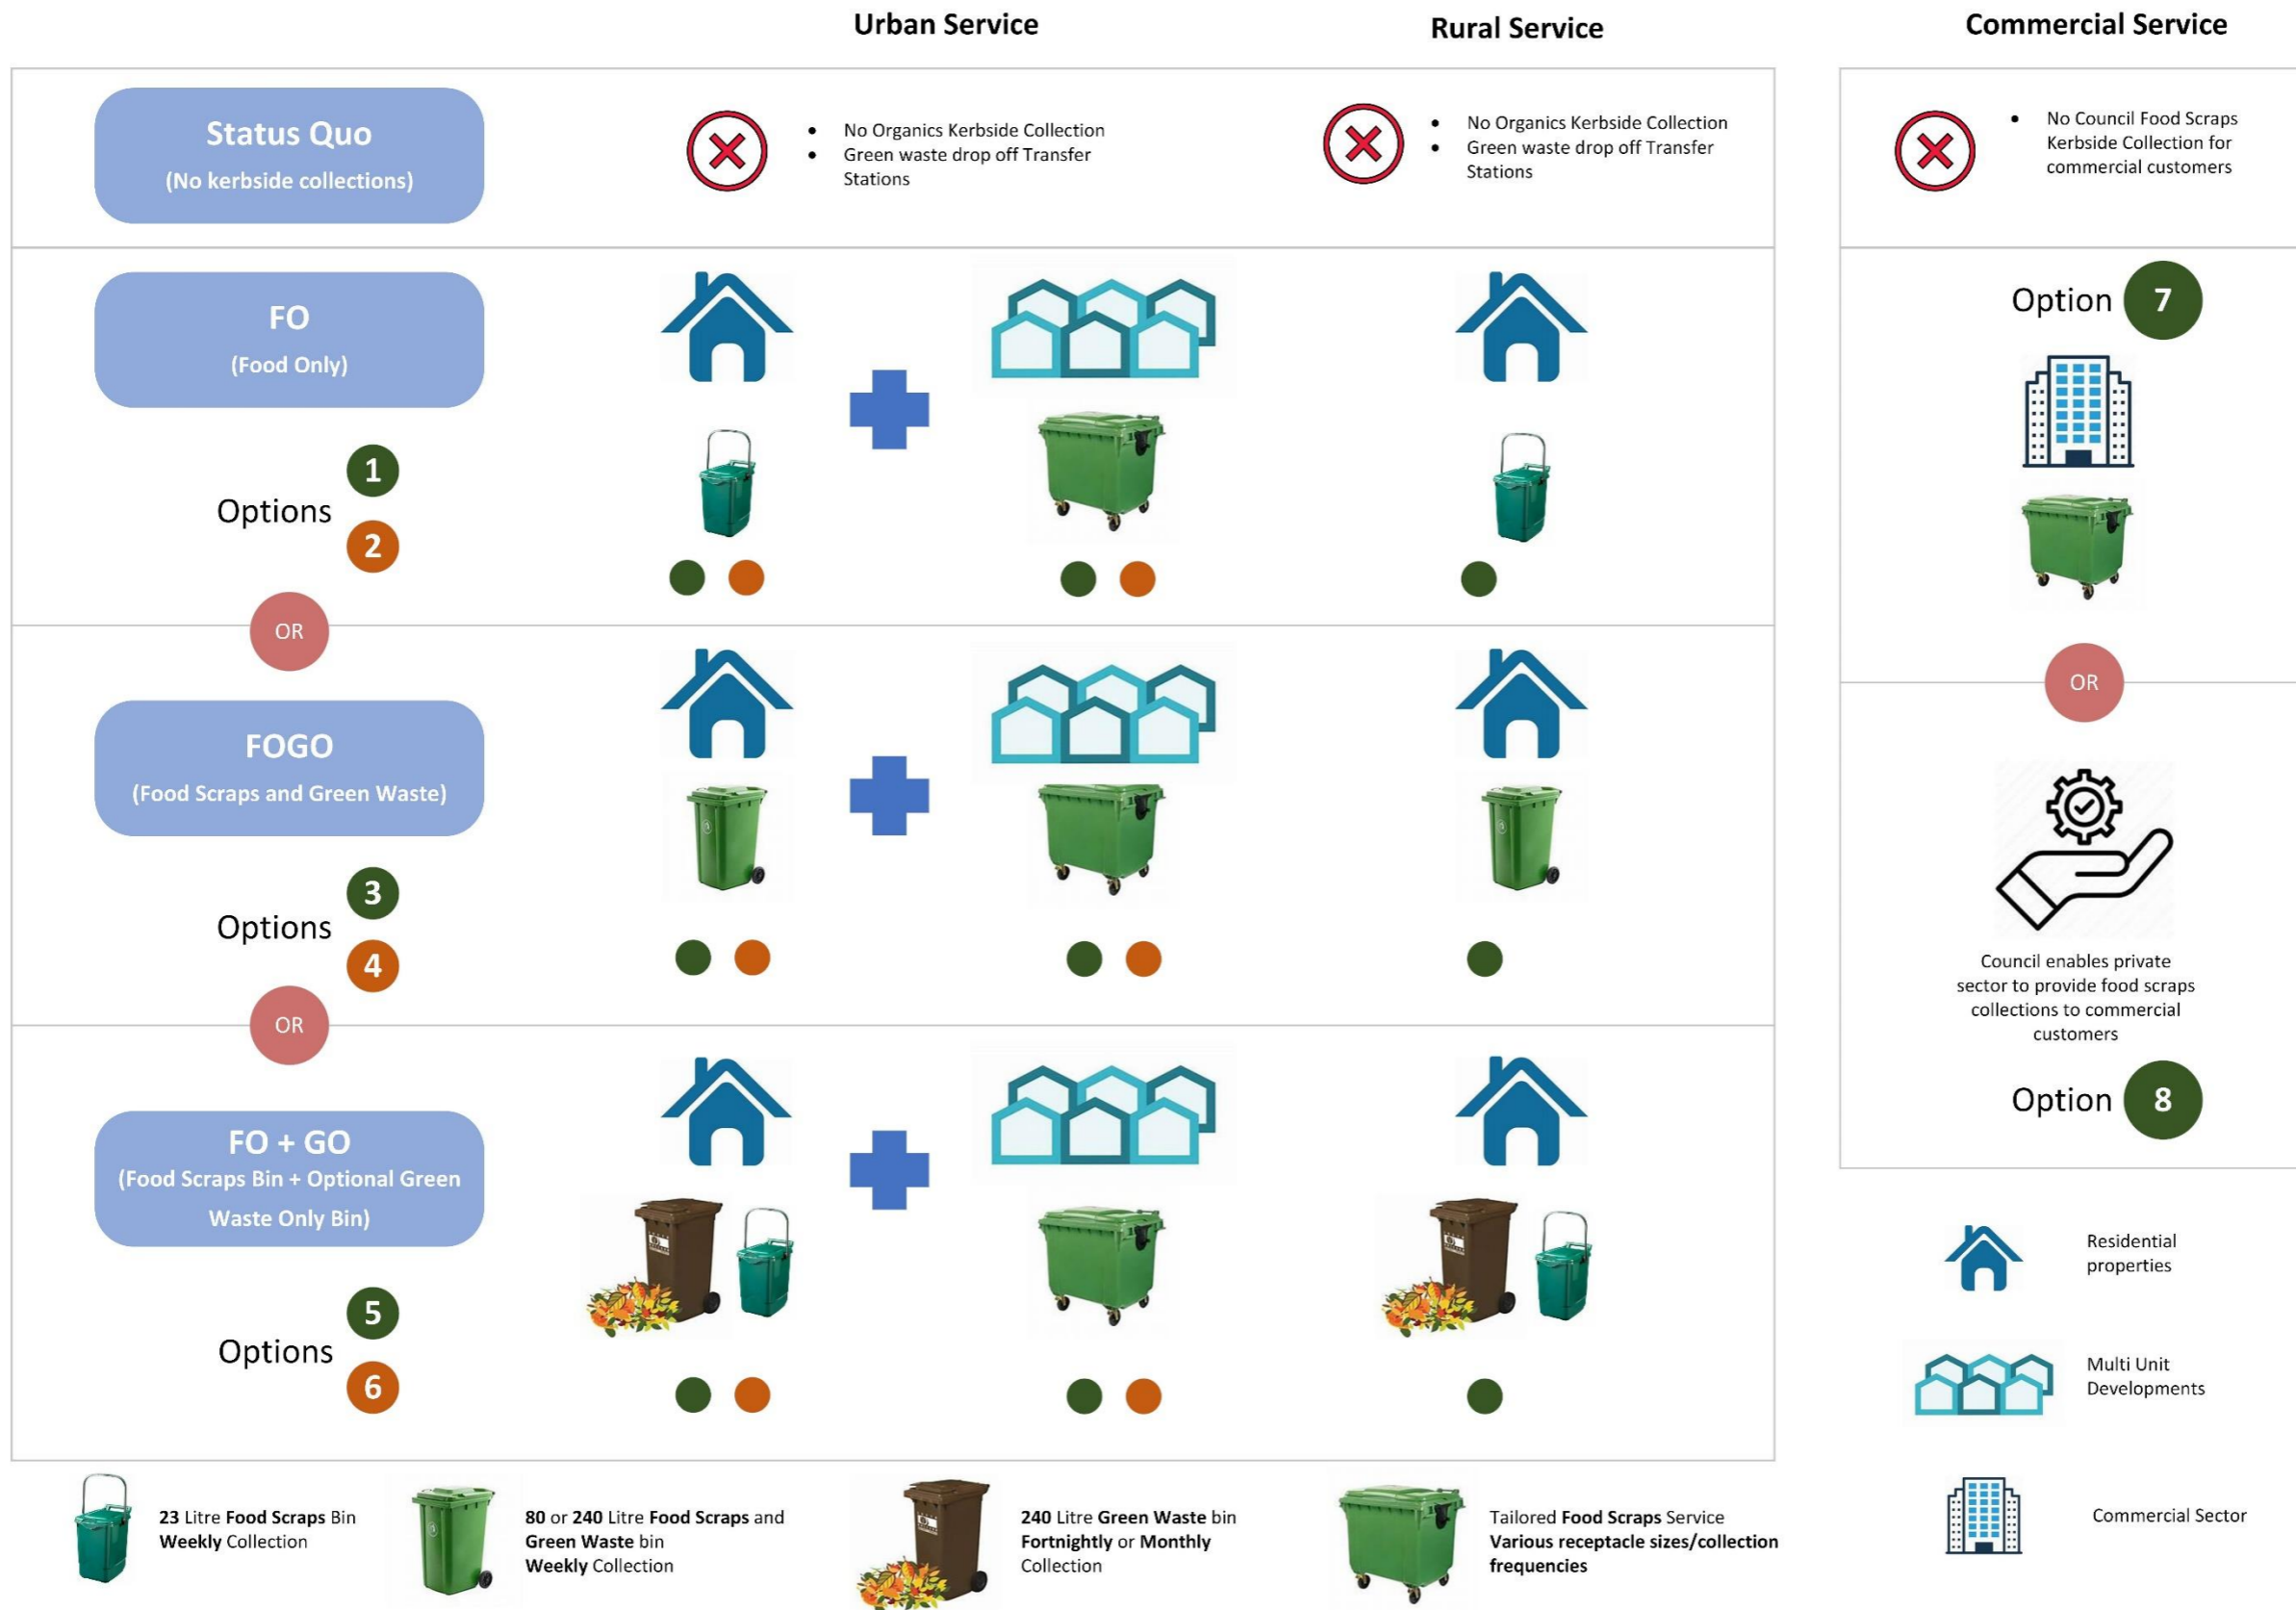 Urban Service
Rural Service
Commercial Service
Status Quo
(No kerbside collections)
• No Organics Kerbside Collection
• Green waste drop off Transfer
Stations
• No Organics Kerbside Collection
• Green waste drop off Transfer
Stations
• No Council Food Scraps
Kerbside Collection for
commercial customers
FO
(Food Only)
Options
1
2
Option 7
OR
OR
FOGO
(Food Scraps and Green Waste)
Options
3
4
Council enables private
sector to provide food scraps
collections to commercial
customers
Option 8
OR
FO + GO
(Food Scraps Bin + Optional Green
Waste Only Bin)
Options
5
6
Residential
properties
Multi Unit
Developments
Commercial Sector
23 Litre Food Scraps Bin
Weekly Collection
80 or 240 Litre Food Scraps and
Green Waste bin
Weekly Collection
240 Litre Green Waste bin
Fortnightly or Monthly
Collection
Tailored Food Scraps Service
Various receptacle sizes/collection
frequencies